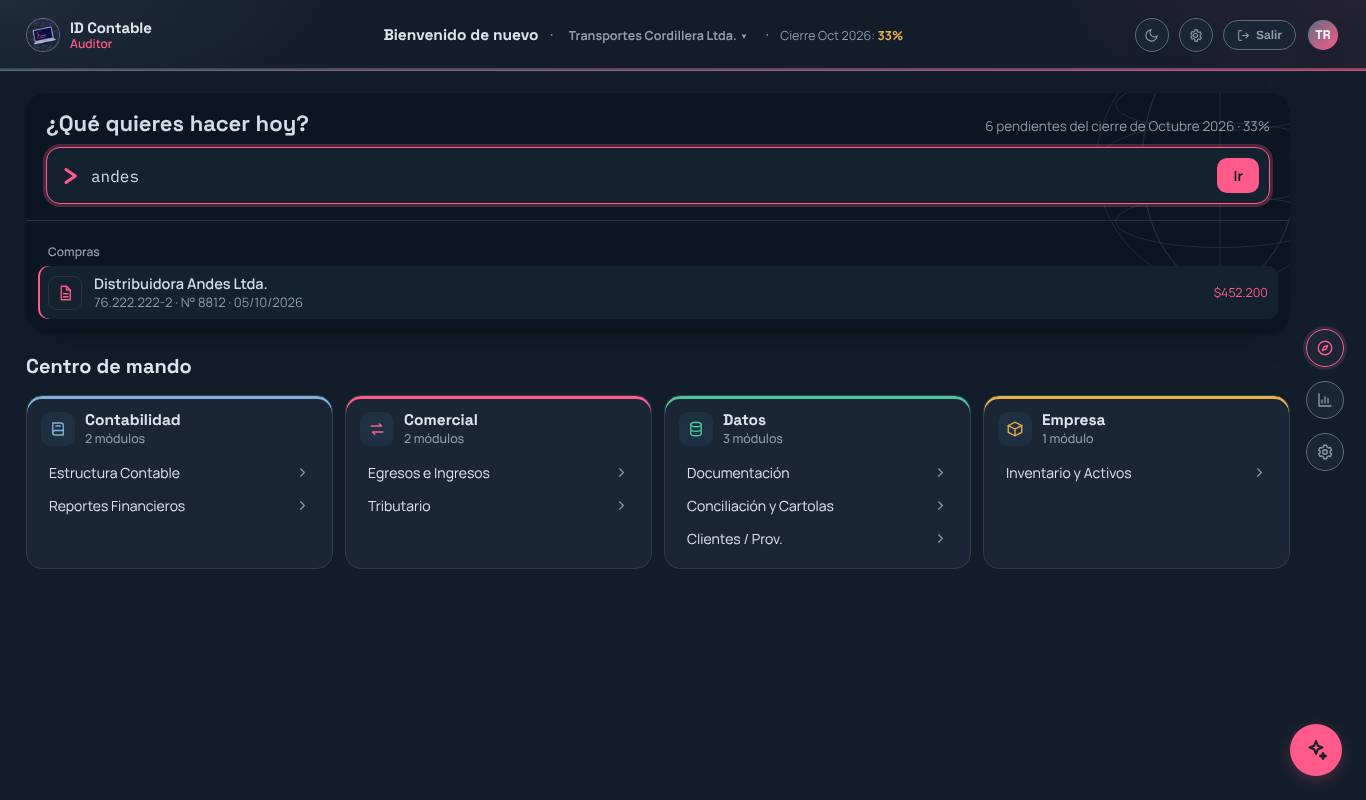 ID Contable
Auditor
Bienvenido de nuevo · Transportes Cordillera Ltda. ▾ · Cierre Oct 2026: 33%
Salir
TR
¿Qué quieres hacer hoy?
6 pendientes del cierre de Octubre 2026 · 33%
andes
Ir
Compras
Distribuidora Andes Ltda.
76.222.222-2 · N° 8812 · 05/10/2026
$452.200
Centro de mando
Contabilidad
2 módulos
Estructura Contable
Reportes Financieros
Comercial
2 módulos
Egresos e Ingresos
Tributario
Datos
3 módulos
Documentación
Conciliación y Cartolas
Clientes / Prov.
Empresa
1 módulo
Inventario y Activos